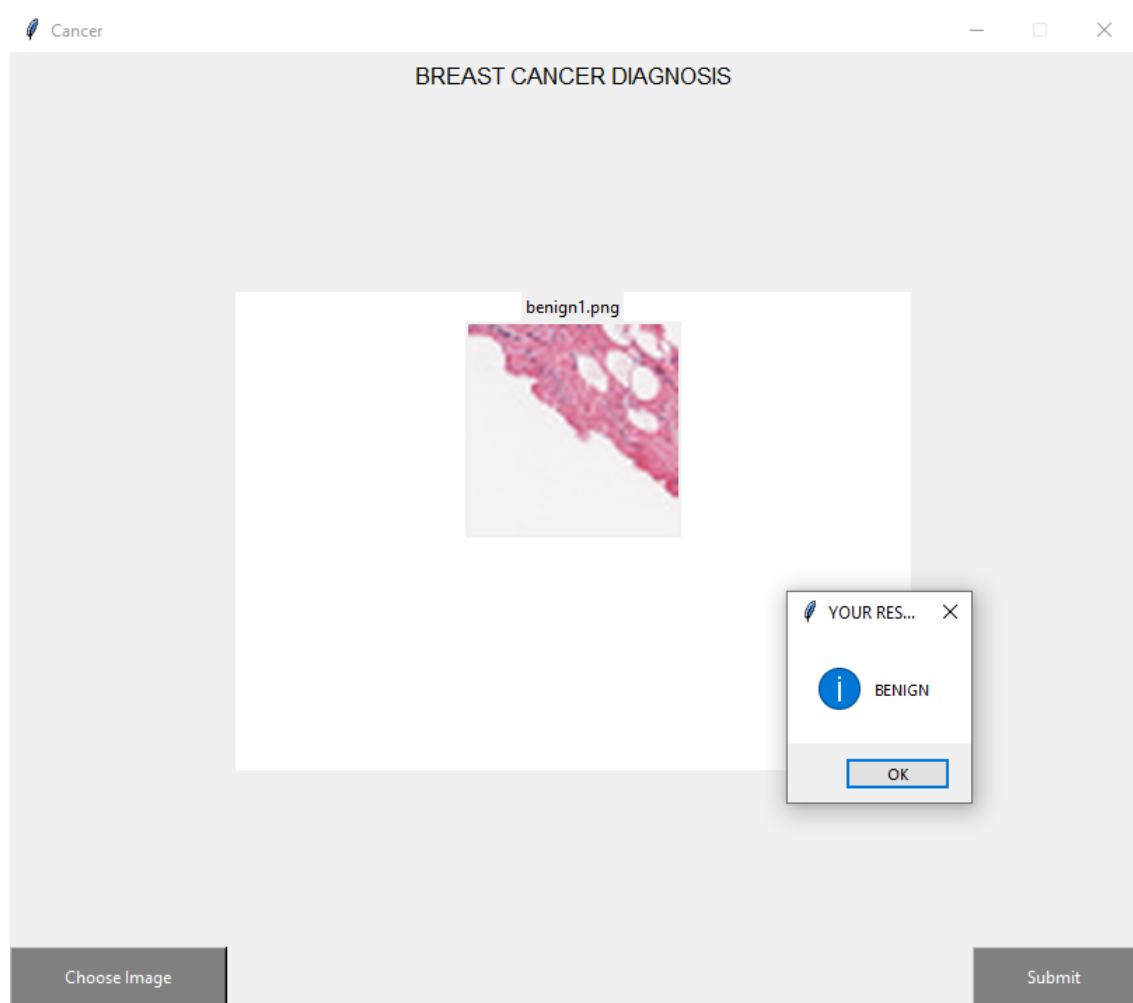 Cancer
BREAST CANCER DIAGNOSIS
benign1.png
YOUR RES...
BENIGN
OK
Choose Image
Submit